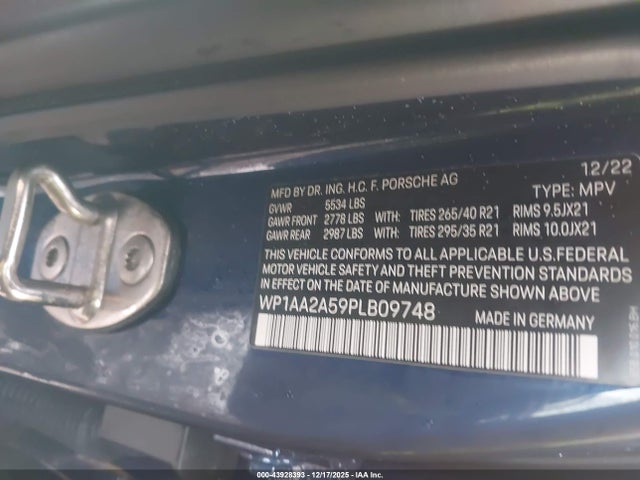 12/22
MFD BY DR. ING. H.C. F. PORSCHE AG TYPE: MPV
GVWR 5534 LBS
GAWR FRONT 2778 LBS WITH: TIRES 265/40 R21 RIMS 9.5JX21
GAWR REAR 2987 LBS WITH: TIRES 295/35 R21 RIMS 10.0JX21
THIS VEHICLE CONFORMS TO ALL APPLICABLE U.S.FEDERAL
MOTOR VEHICLE SAFETY AND THEFT PREVENTION STANDARDS
IN EFFECT ON THE DATE OF MANUFACTURE SHOWN ABOVE
WP1AA2A59PLB09748 MADE IN GERMANY
000-43928393 - 12/17/2025 - IAA Inc.